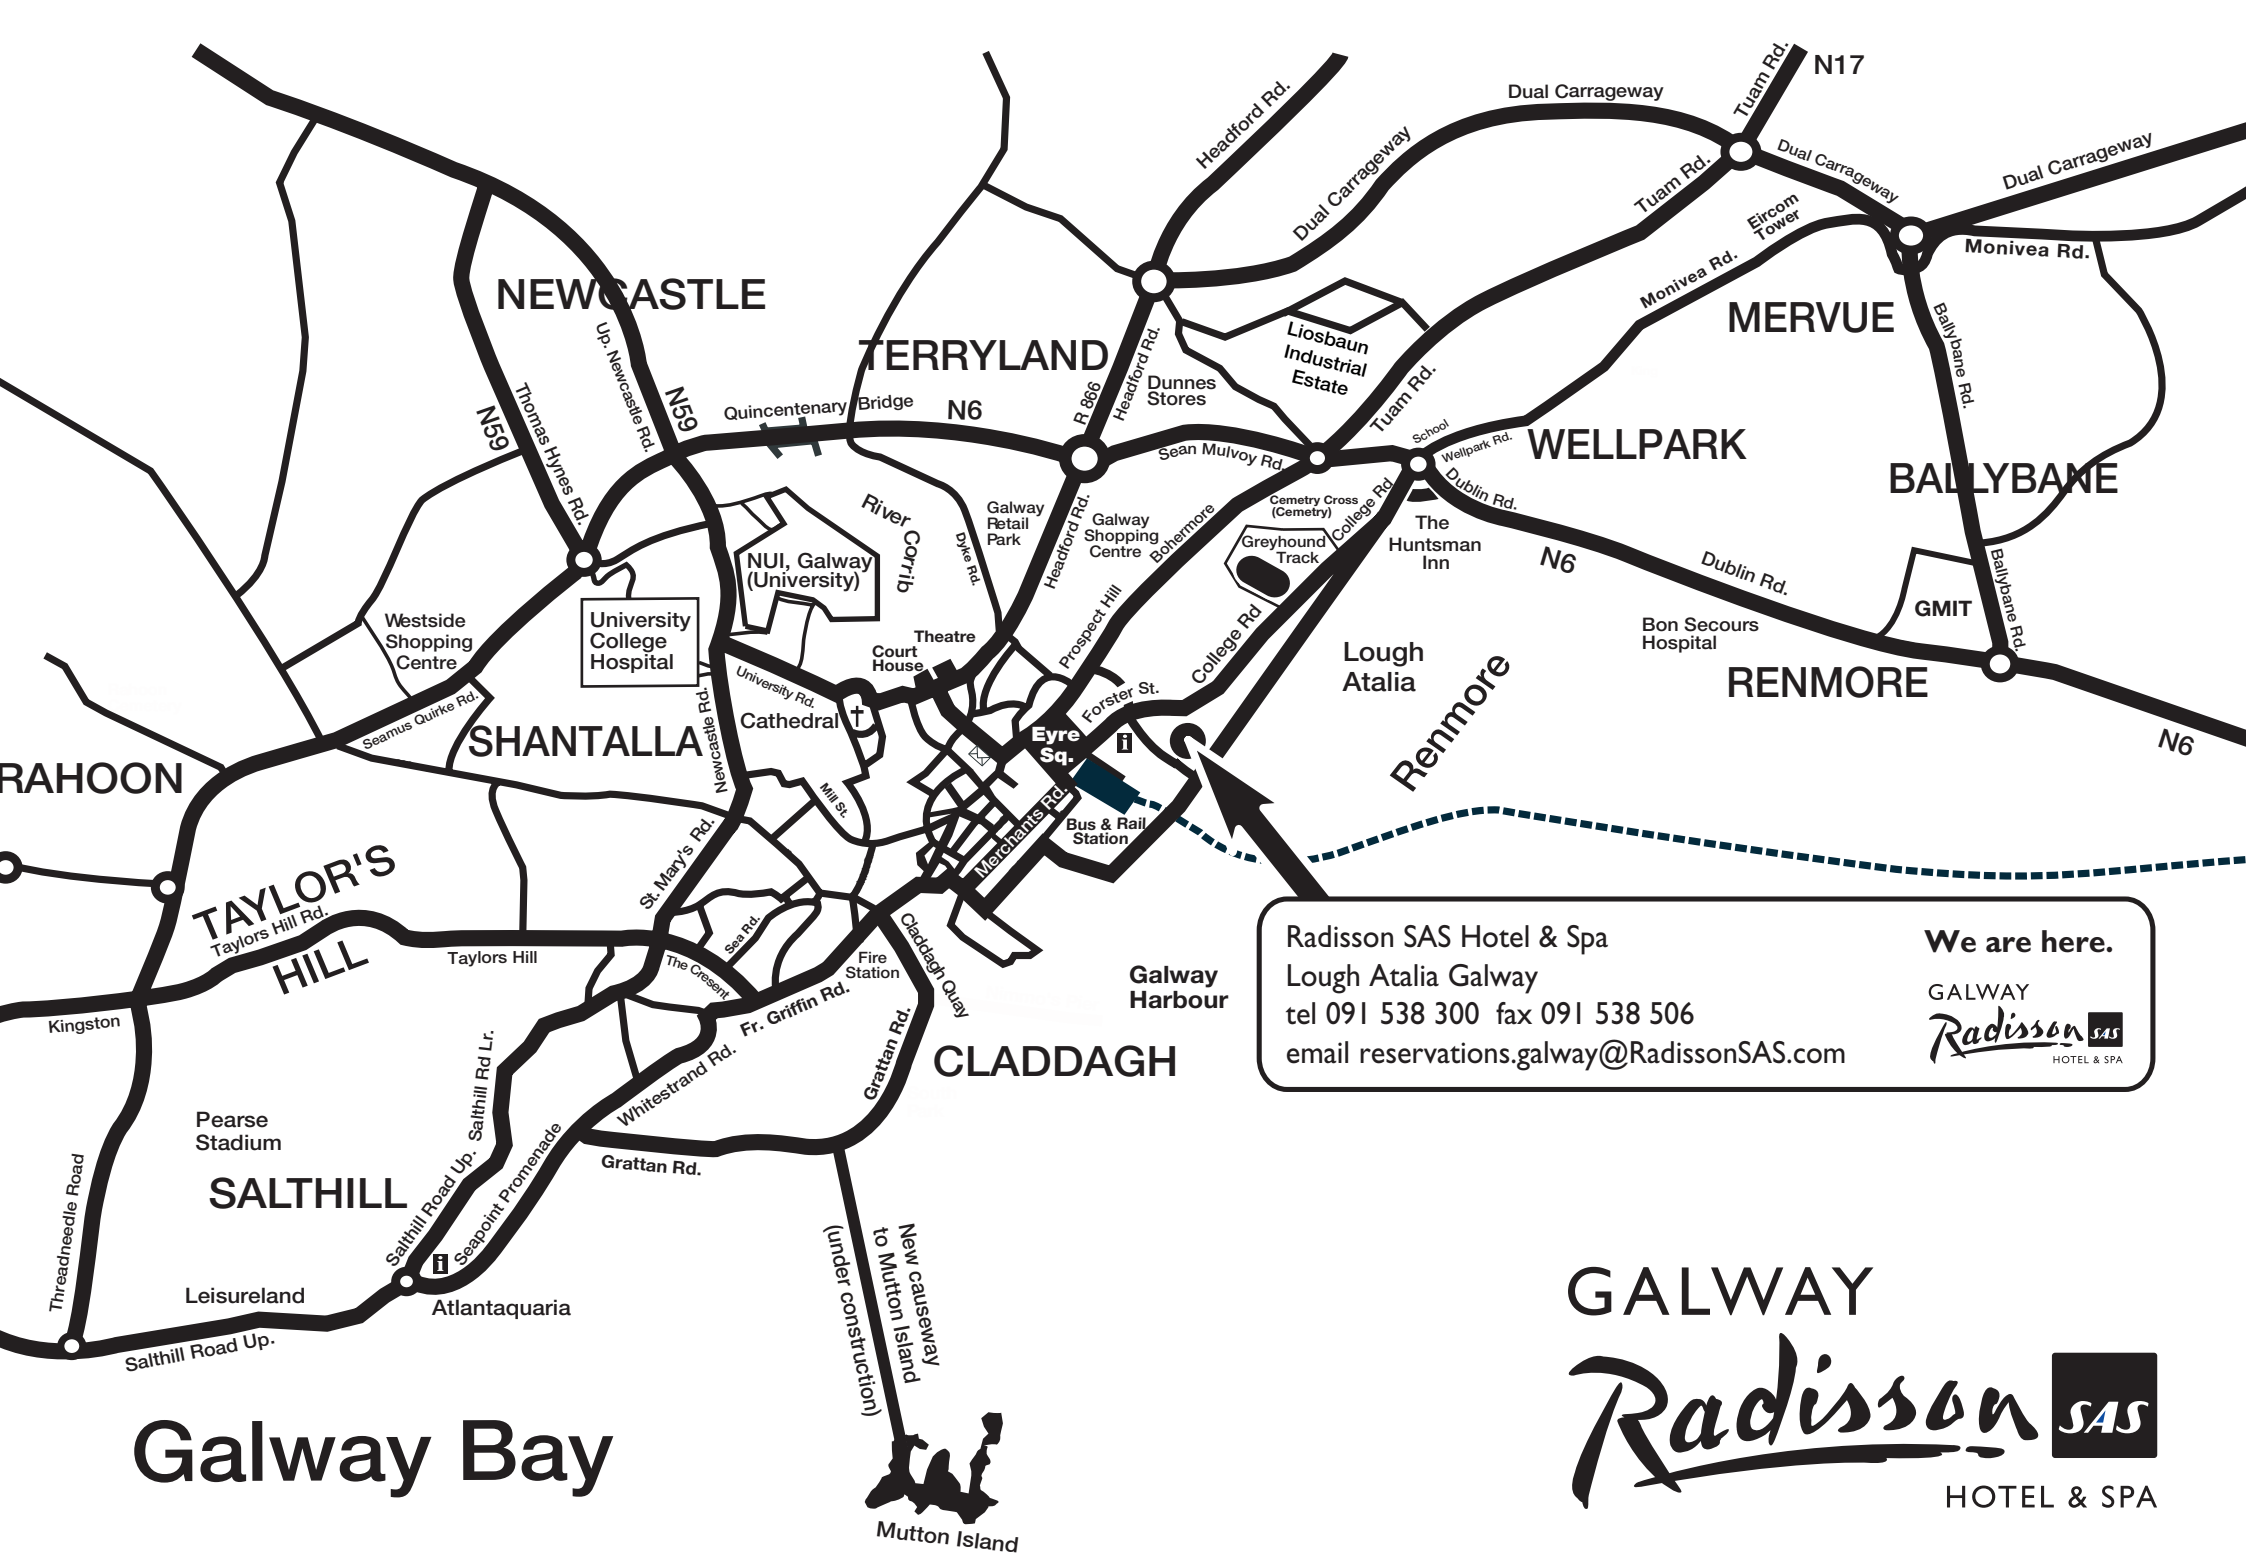 Tuam Rd.
N17
Dual Carrageway
Headford Rd.
Dual Carrageway
Dual Carrageway
Dual Carrageway
Tuam Rd.
Eircom
Tower
Monivea Rd.
Monivea Rd.
NEWCASTLE
MERVUE
Up. Newcastle Rd.
N59
Thomas Hynes Rd.
N59
TERRYLAND
Headford Rd.
R 866
Dunnes
Stores
Liosbaun
Industrial
Estate
Tuam Rd.
Ballybane Rd.
Quincentenary Bridge
N6
Sean Mulvoy Rd.
School
Wellpark Rd.
WELLPARK
BALLYBANE
Dublin Rd.
College Rd
Cemetry Cross
(Cemetry)
River Corrib
Galway
Retail
Park
Headford Rd.
Galway
Shopping
Centre
Bohermore
The
Huntsman
Inn
N6
Dublin Rd.
Ballybane Rd.
Greyhound
Track
Dyke Rd.
NUI, Galway
(University)
GMIT
Westside
Shopping
Centre
University
College
Hospital
Theatre
Court
House
Prospect Hill
College Rd
Lough
Atalia
Bon Secours
Hospital
RENMORE
Renmore
N6
University Rd.
Cathedral
Newcastle Rd.
Seamus Quirke Rd.
SHANTALLA
Forster St.
Eyre
Sq.
i
RAHOON
Mill St.
Merchants Rd.
Bus & Rail
Station
St. Mary's Rd.
TAYLOR'S
Taylors Hill Rd.
HILL
Taylors Hill
Sea Rd.
The Cresent
Fire
Station
Claddagh Quay
Galway
Harbour
Radisson SAS Hotel & Spa
Lough Atalia Galway
tel 091 538 300 fax 091 538 506
email reservations.galway@RadissonSAS.com
We are here.
GALWAY
Radisson SAS
HOTEL & SPA
Kingston
Fr. Griffin Rd.
Grattan Rd.
CLADDAGH
Whitestrand Rd.
Salthill Rd Lr.
Pearse
Stadium
SALTHILL
Grattan Rd.
Threadneedle Road
Salthill Road Up.
Seapoint Promenade
i
Leisureland
Atlantaquaria
Salthill Road Up.
New causeway
to Mutton Island
(under construction)
Galway Bay
Mutton Island
GALWAY
Radisson SAS
HOTEL & SPA